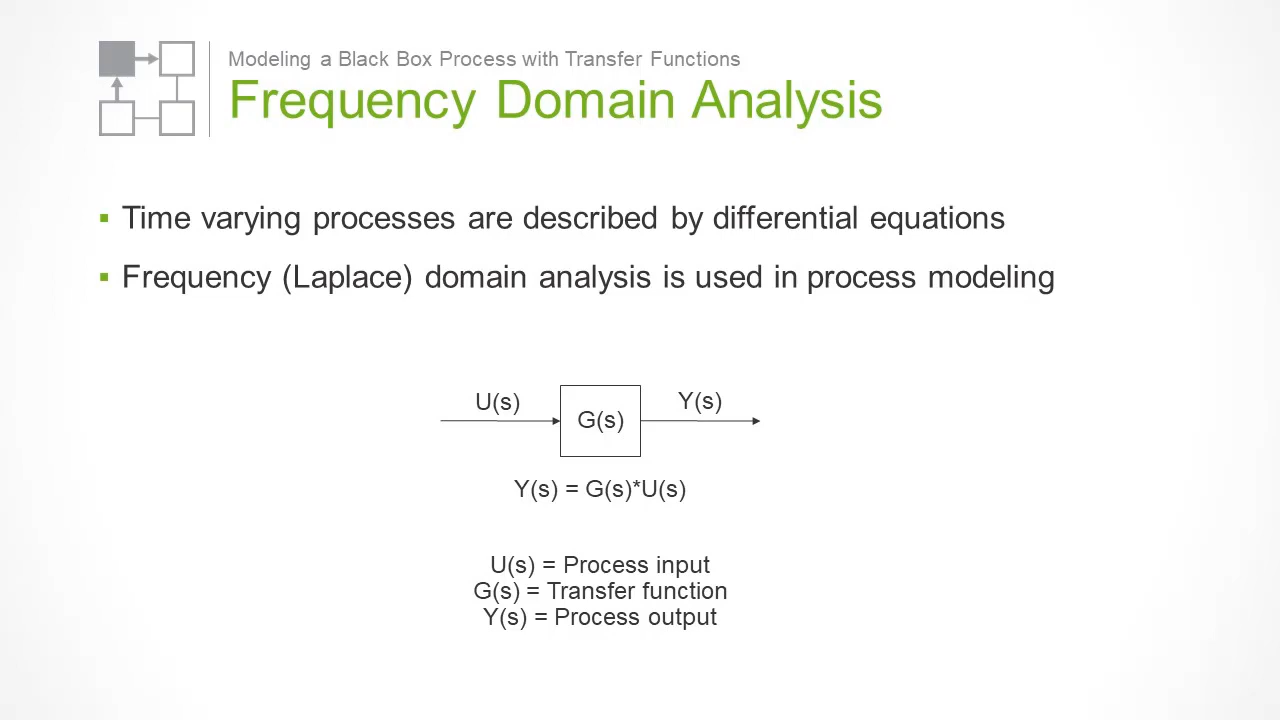 Modeling a Black Box Process with Transfer Functions
Frequency Domain Analysis
▪ Time varying processes are described by differential equations
▪ Frequency (Laplace) domain analysis is used in process modeling
U(s)
G(s)
Y(s)
Y(s) = G(s)*U(s)
U(s) = Process input
G(s) = Transfer function
Y(s) = Process output